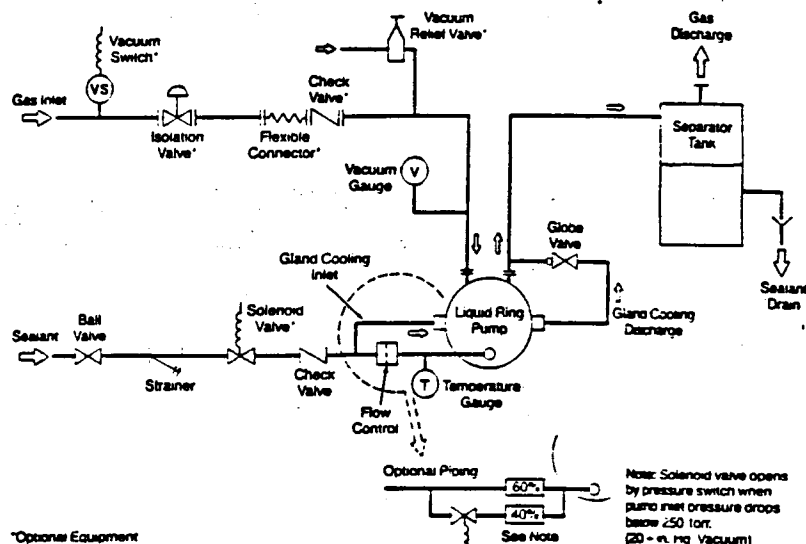 Vacuum
Switch*
VS
Gas Inlet
Isolation
Valve*
Flexible
Connector*
Check
Valve*
Vacuum
Relief Valve*
Vacuum
Gauge
V
Gas
Discharge
Separator
Tank
Sealant
Drain
Globe
Valve
Gland Cooling
Discharge
Liquid Ring
Pump
Gland Cooling
Inlet
Sealant
Ball
Valve
Strainer
Solenoid
Valve*
Check
Valve
Flow
Control
T
Temperature
Gauge
Optional Piping
60%
40%
See Note
Note: Solenoid valve opens
by pressure switch when
pump inlet pressure drops
below 250 torr.
(20 + in. Hg Vacuum)
*Optional Equipment